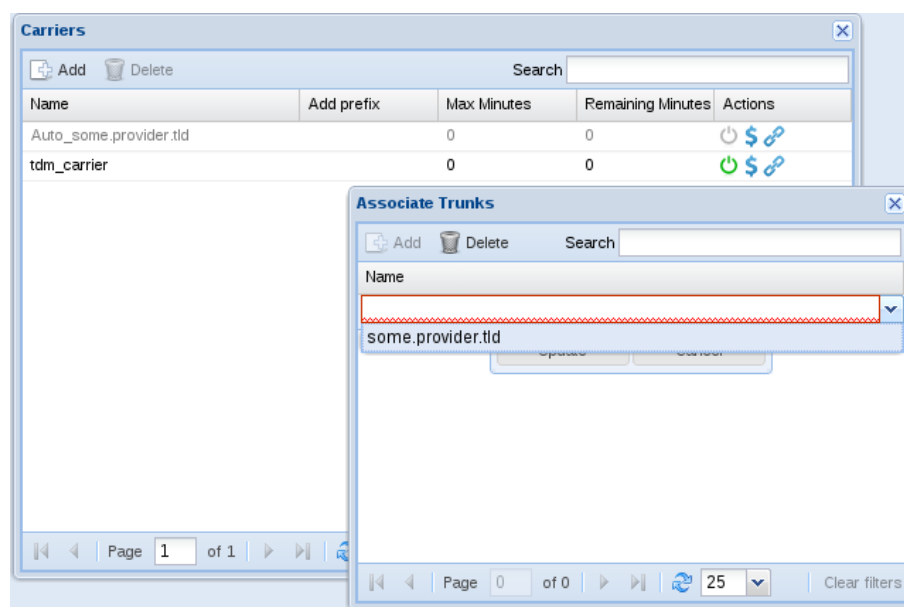 Carriers
Add Delete Search
Name Add prefix Max Minutes Remaining Minutes Actions
Auto_some.provider.tld 0 0 $
tdm_carrier 0 0 $
Associate Trunks
Add Delete Search
Name
some.provider.tld
Page 1 of 1
Page 0 of 0 25 Clear filters